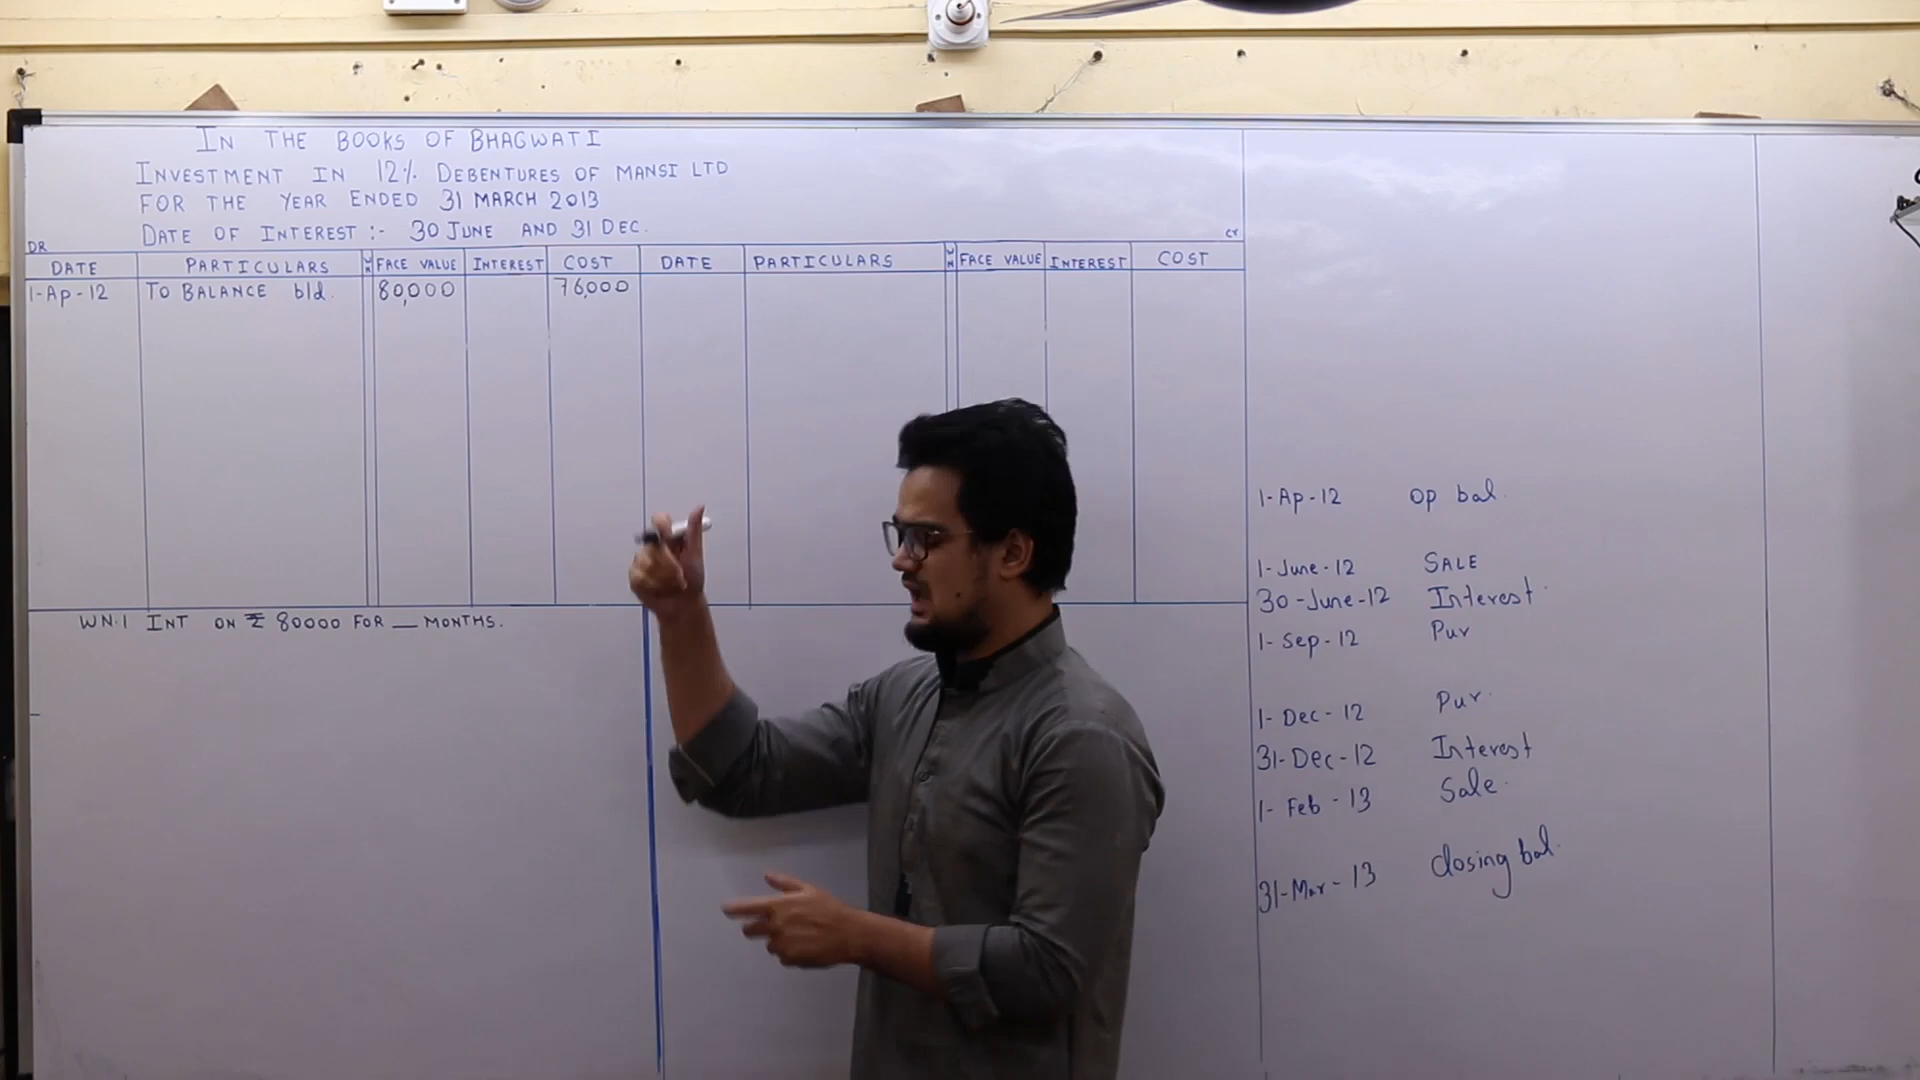 IN THE BOOKS OF BHAGWATI
INVESTMENT IN 12% DEBENTURES OF MANSI LTD
FOR THE YEAR ENDED 31 MARCH 2013
DATE OF INTEREST :- 30 JUNE AND 31 DEC.
DR Cr
DATE PARTICULARS WN FACE VALUE INTEREST COST DATE PARTICULARS WN FACE VALUE INTEREST COST
1-Ap-12 TO BALANCE b/d. 80,000 76,000
WN.1 INT ON ₹ 80000 FOR __ MONTHS.
1-Ap-12 Op bal.
1-June-12 SALE
30-June-12 Interest.
1-Sep-12 Pur
1-Dec-12 Pur.
31-Dec-12 Interest
1-Feb-13 Sale.
31-Mar-13 closing bal.